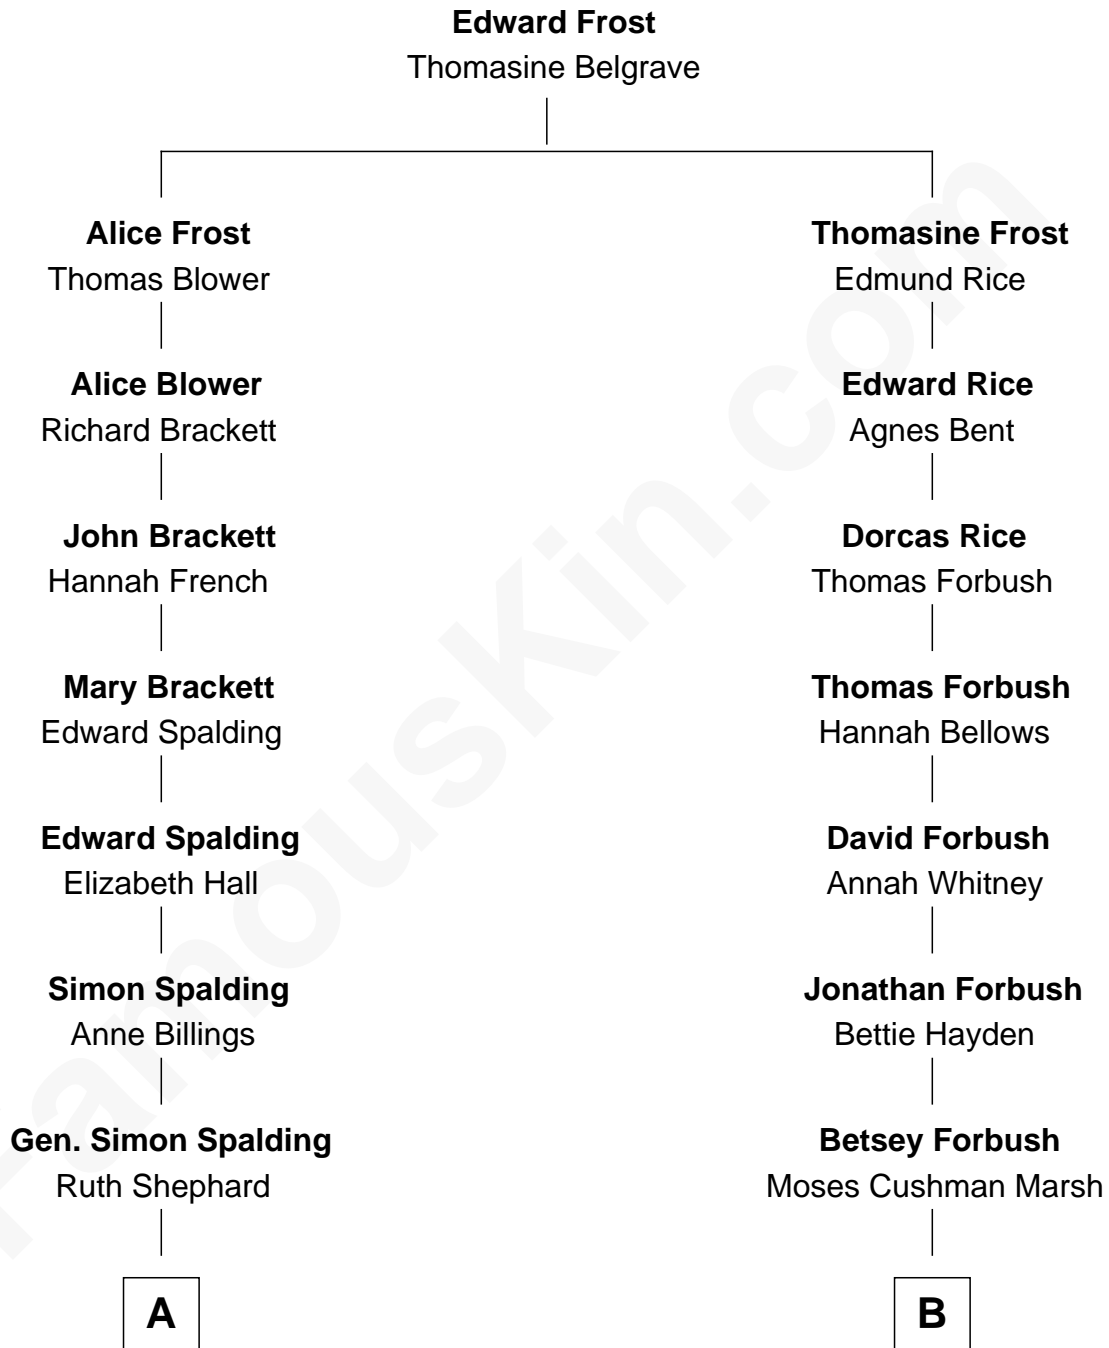 Edward Frost
Thomasine Belgrave
Alice Frost
Thomas Blower
Alice Blower
Richard Brackett
John Brackett
Hannah French
Mary Brackett
Edward Spalding
Edward Spalding
Elizabeth Hall
Simon Spalding
Anne Billings
Gen. Simon Spalding
Ruth Shephard
A
Thomasine Frost
Edmund Rice
Edward Rice
Agnes Bent
Dorcas Rice
Thomas Forbush
Thomas Forbush
Hannah Bellows
David Forbush
Annah Whitney
Jonathan Forbush
Bettie Hayden
Betsey Forbush
Moses Cushman Marsh
B
FamousKin.com